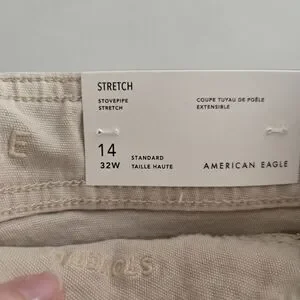 STRETCH
STOVEPIPE
STRETCH
COUPE TUYAU DE POÊLE
EXTENSIBLE
E
14
32W
STANDARD
TAILLE HAUTE
AMERICAN EAGLE